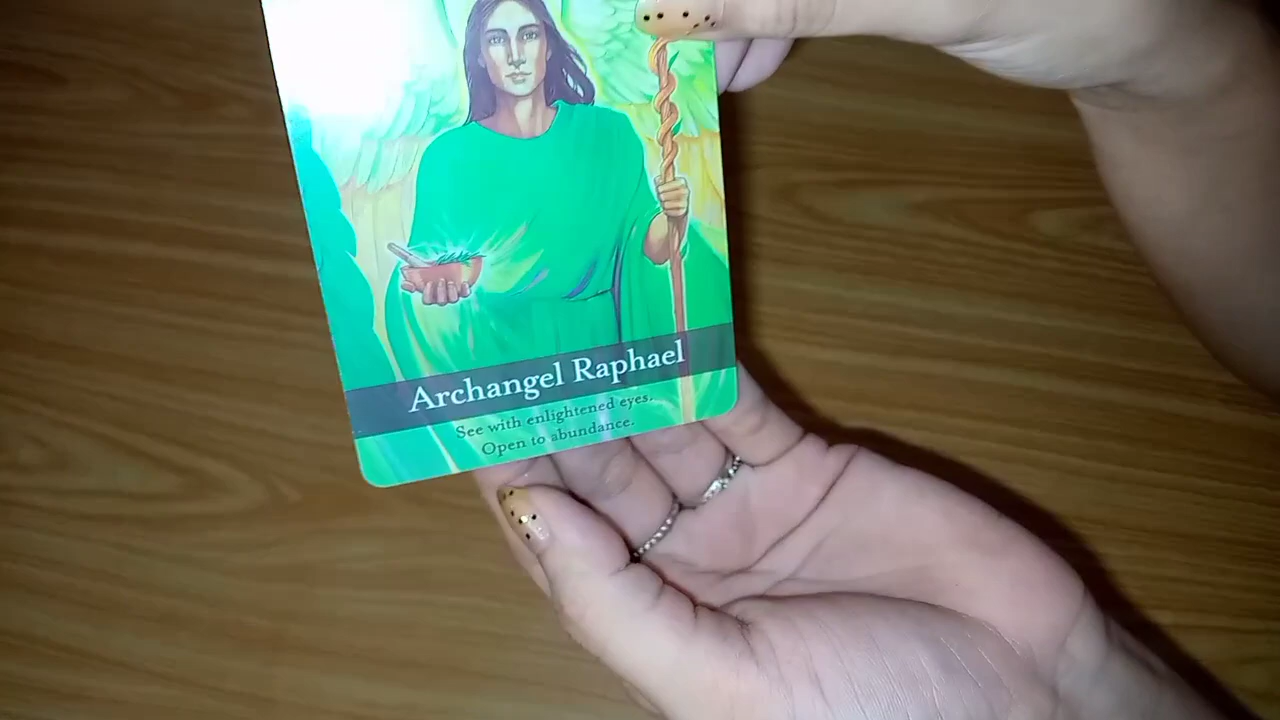 Archangel Raphael
See with enlightened eyes.
Open to abundance.